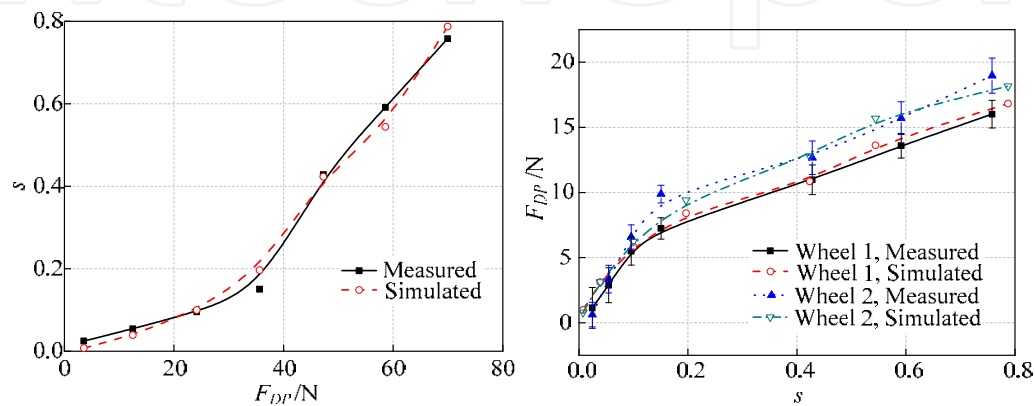 0.8
0.6
0.4
0.2
0.0
s
Measured
Simulated
0 20 40 60 80
F_DP/N
20
15
10
5
0
F_DP/N
Wheel 1, Measured
Wheel 1, Simulated
Wheel 2, Measured
Wheel 2, Simulated
0.0 0.2 0.4 0.6 0.8
s